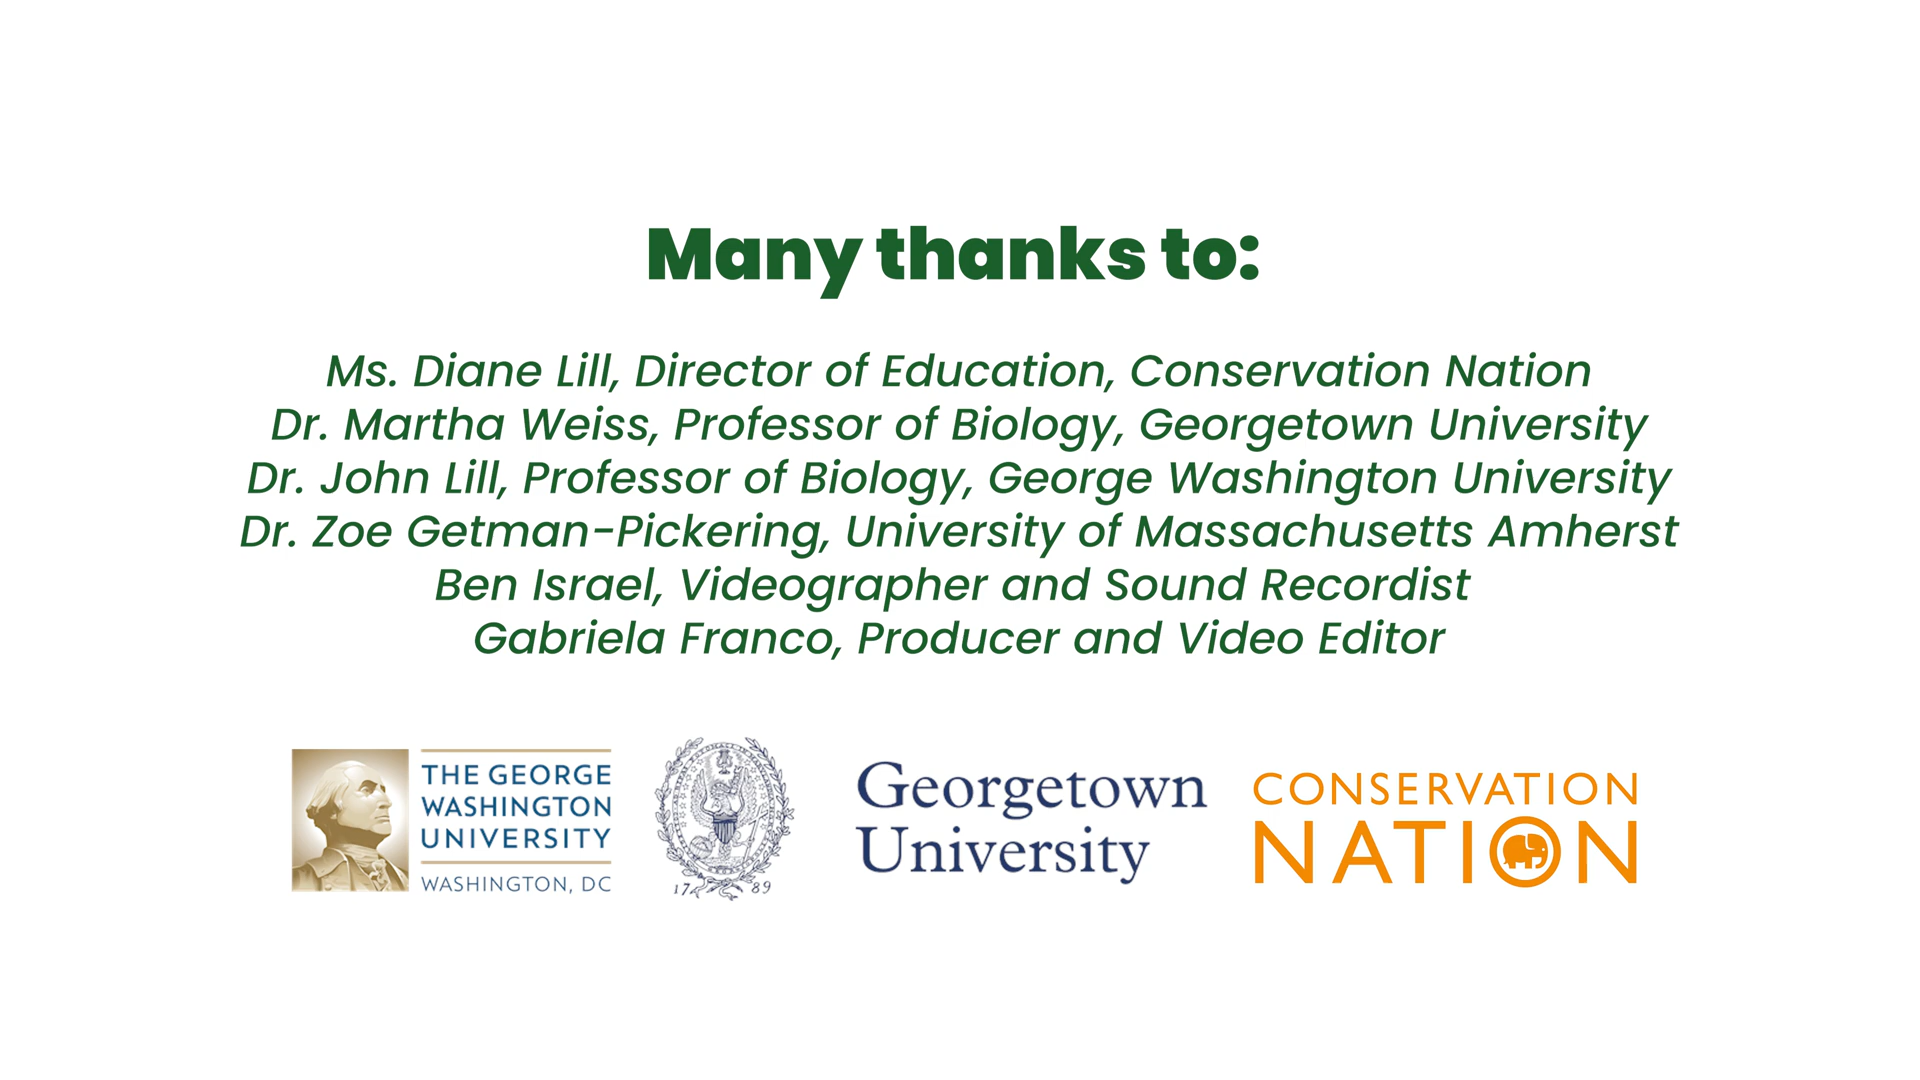 Many thanks to:
Ms. Diane Lill, Director of Education, Conservation Nation
Dr. Martha Weiss, Professor of Biology, Georgetown University
Dr. John Lill, Professor of Biology, George Washington University
Dr. Zoe Getman-Pickering, University of Massachusetts Amherst
Ben Israel, Videographer and Sound Recordist
Gabriela Franco, Producer and Video Editor
THE GEORGE
WASHINGTON
UNIVERSITY
WASHINGTON, DC
17 89
Georgetown
University
CONSERVATION
NATION